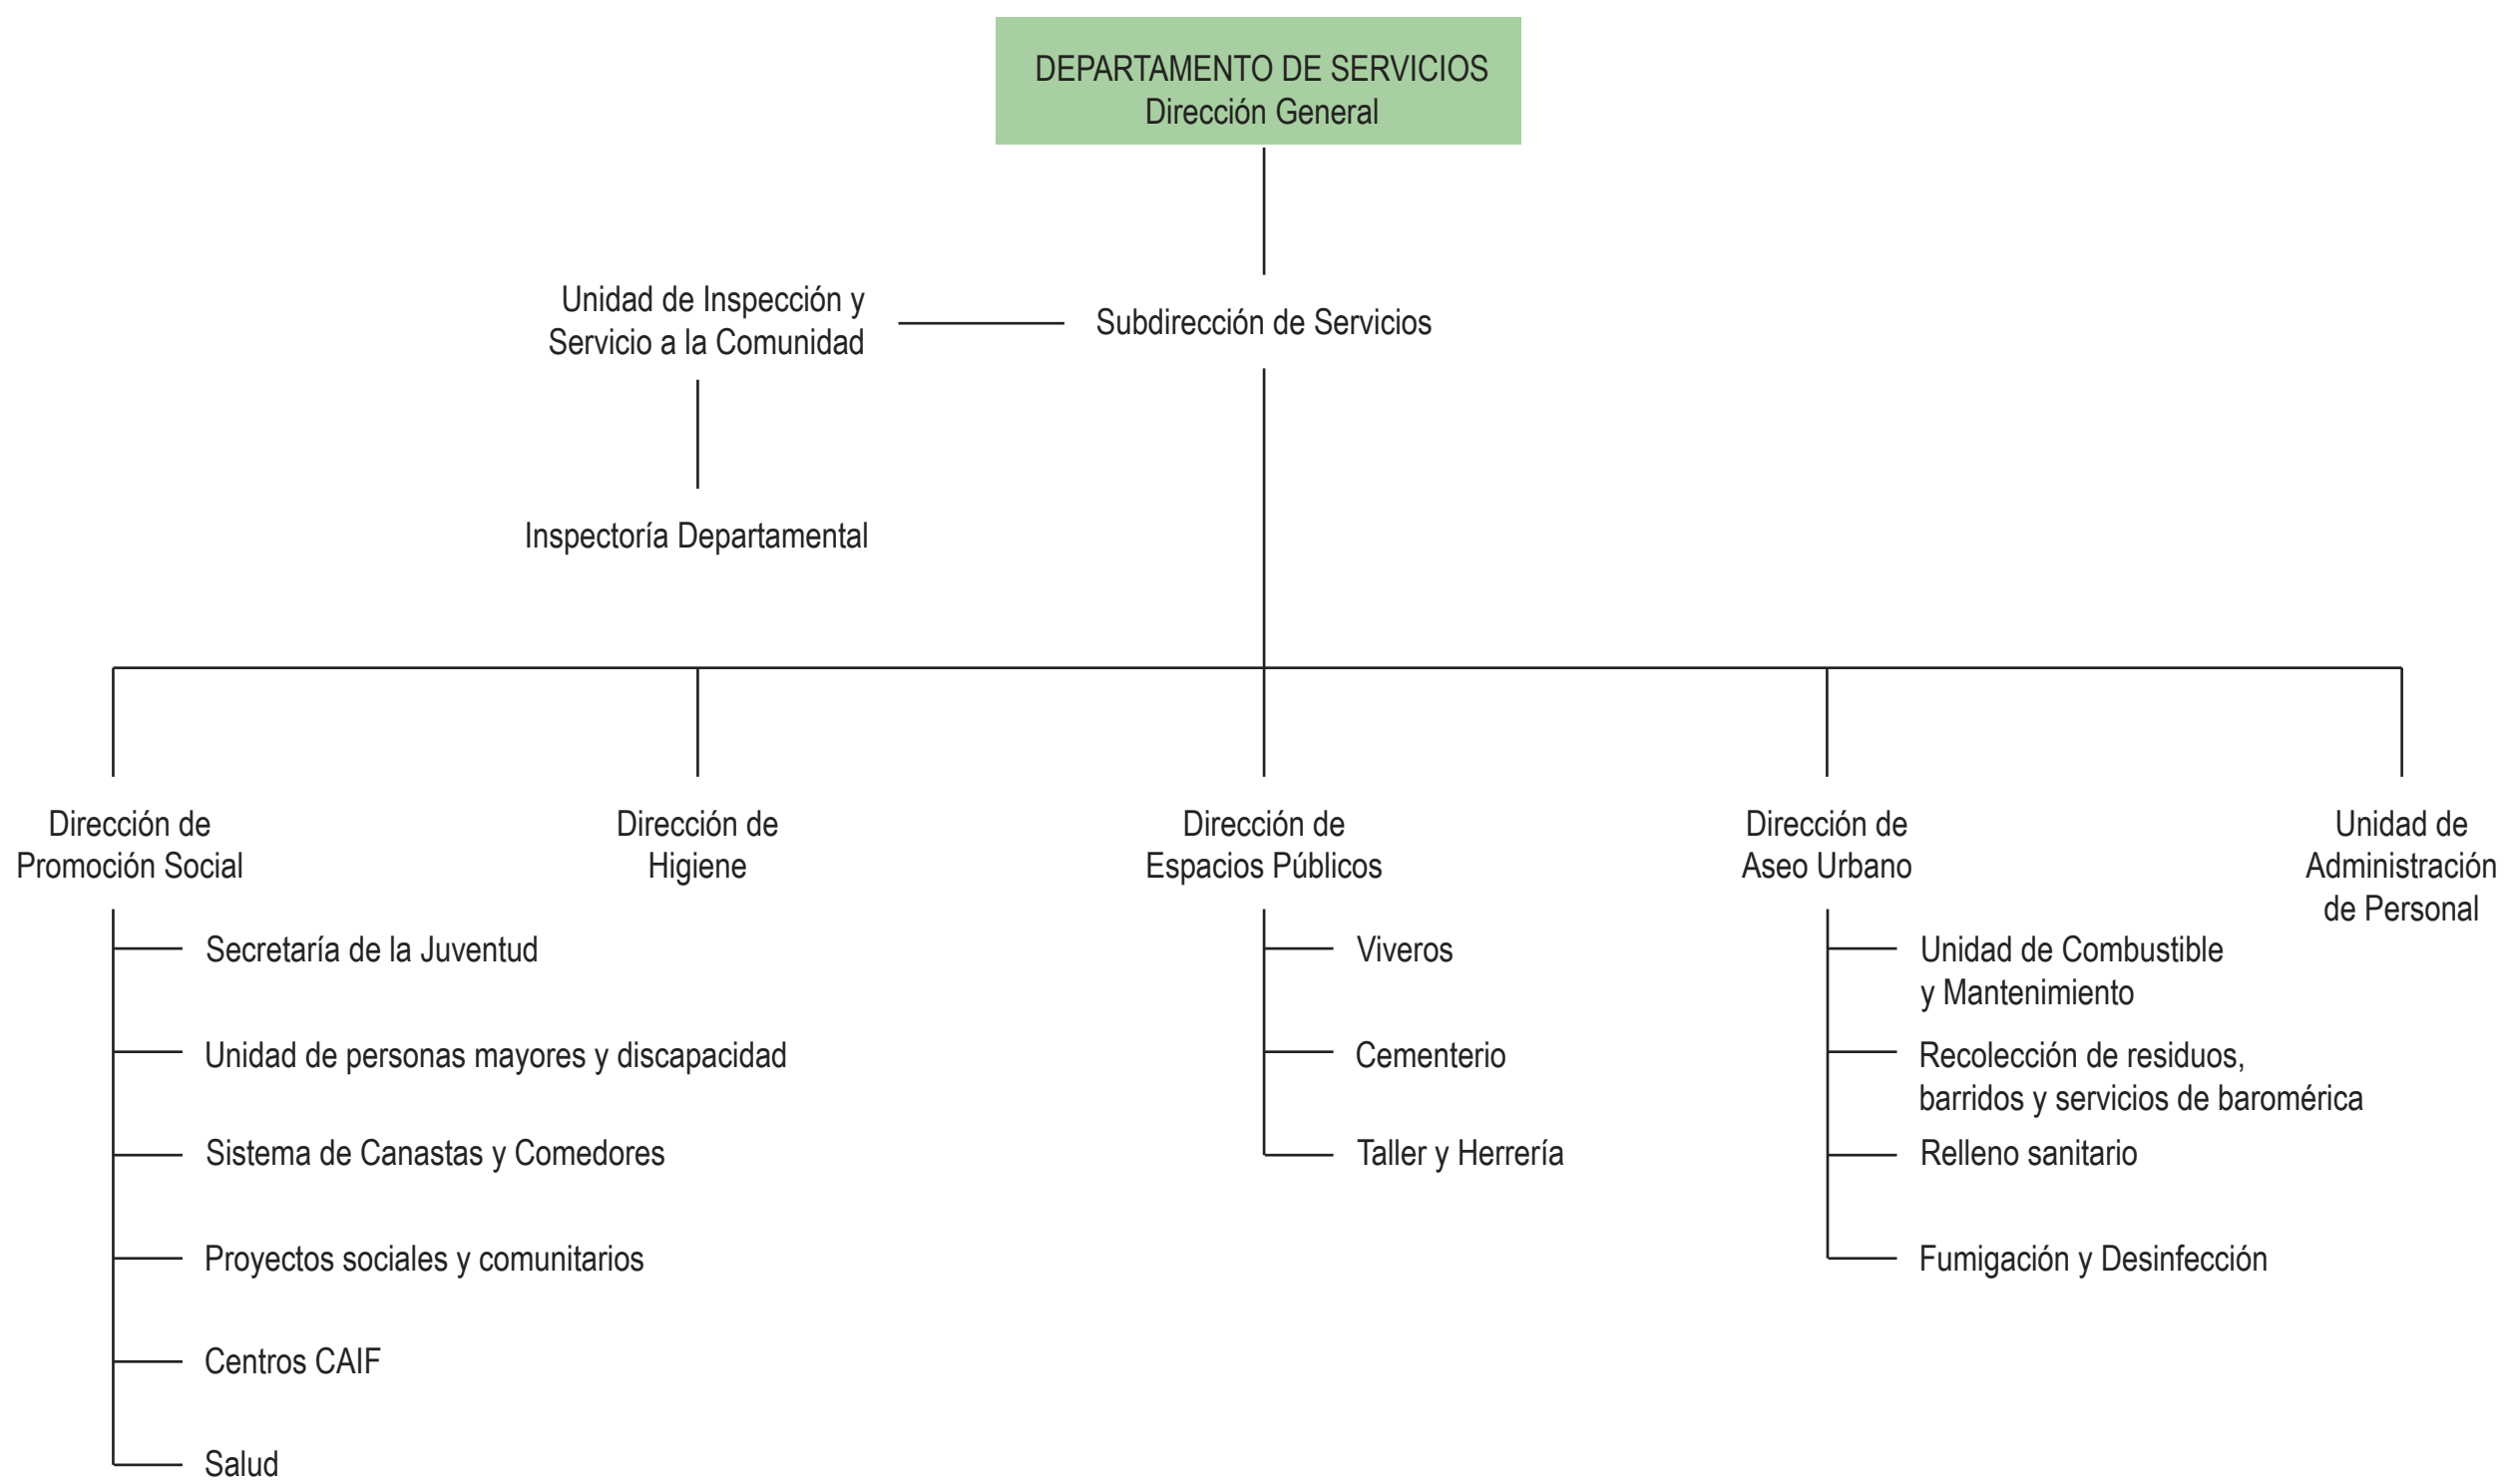 DEPARTAMENTO DE SERVICIOS
Dirección General
Unidad de Inspección y
Servicio a la Comunidad
Subdirección de Servicios
Inspectoría Departamental
Dirección de
Promoción Social
Secretaría de la Juventud
Unidad de personas mayores y discapacidad
Sistema de Canastas y Comedores
Proyectos sociales y comunitarios
Centros CAIF
Salud
Dirección de
Higiene
Dirección de
Espacios Públicos
Viveros
Cementerio
Taller y Herrería
Dirección de
Aseo Urbano
Unidad de Combustible
y Mantenimiento
Recolección de residuos,
barridos y servicios de baromérica
Relleno sanitario
Fumigación y Desinfección
Unidad de
Administración
de Personal